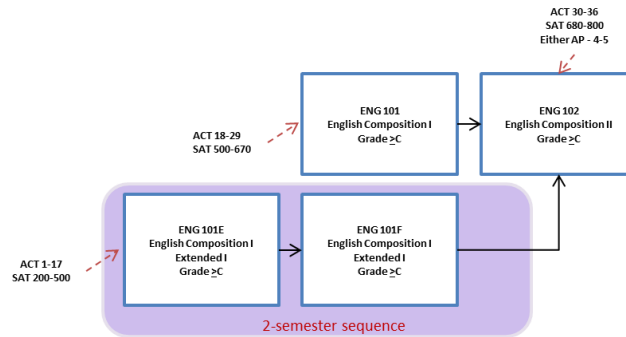 ACT 30-36
SAT 680-800
Either AP - 4-5
ACT 18-29
SAT 500-670
ENG 101
English Composition I
Grade ≥C
ENG 102
English Composition II
Grade ≥C
ACT 1-17
SAT 200-500
ENG 101E
English Composition I
Extended I
Grade ≥C
ENG 101F
English Composition I
Extended I
Grade ≥C
2-semester sequence